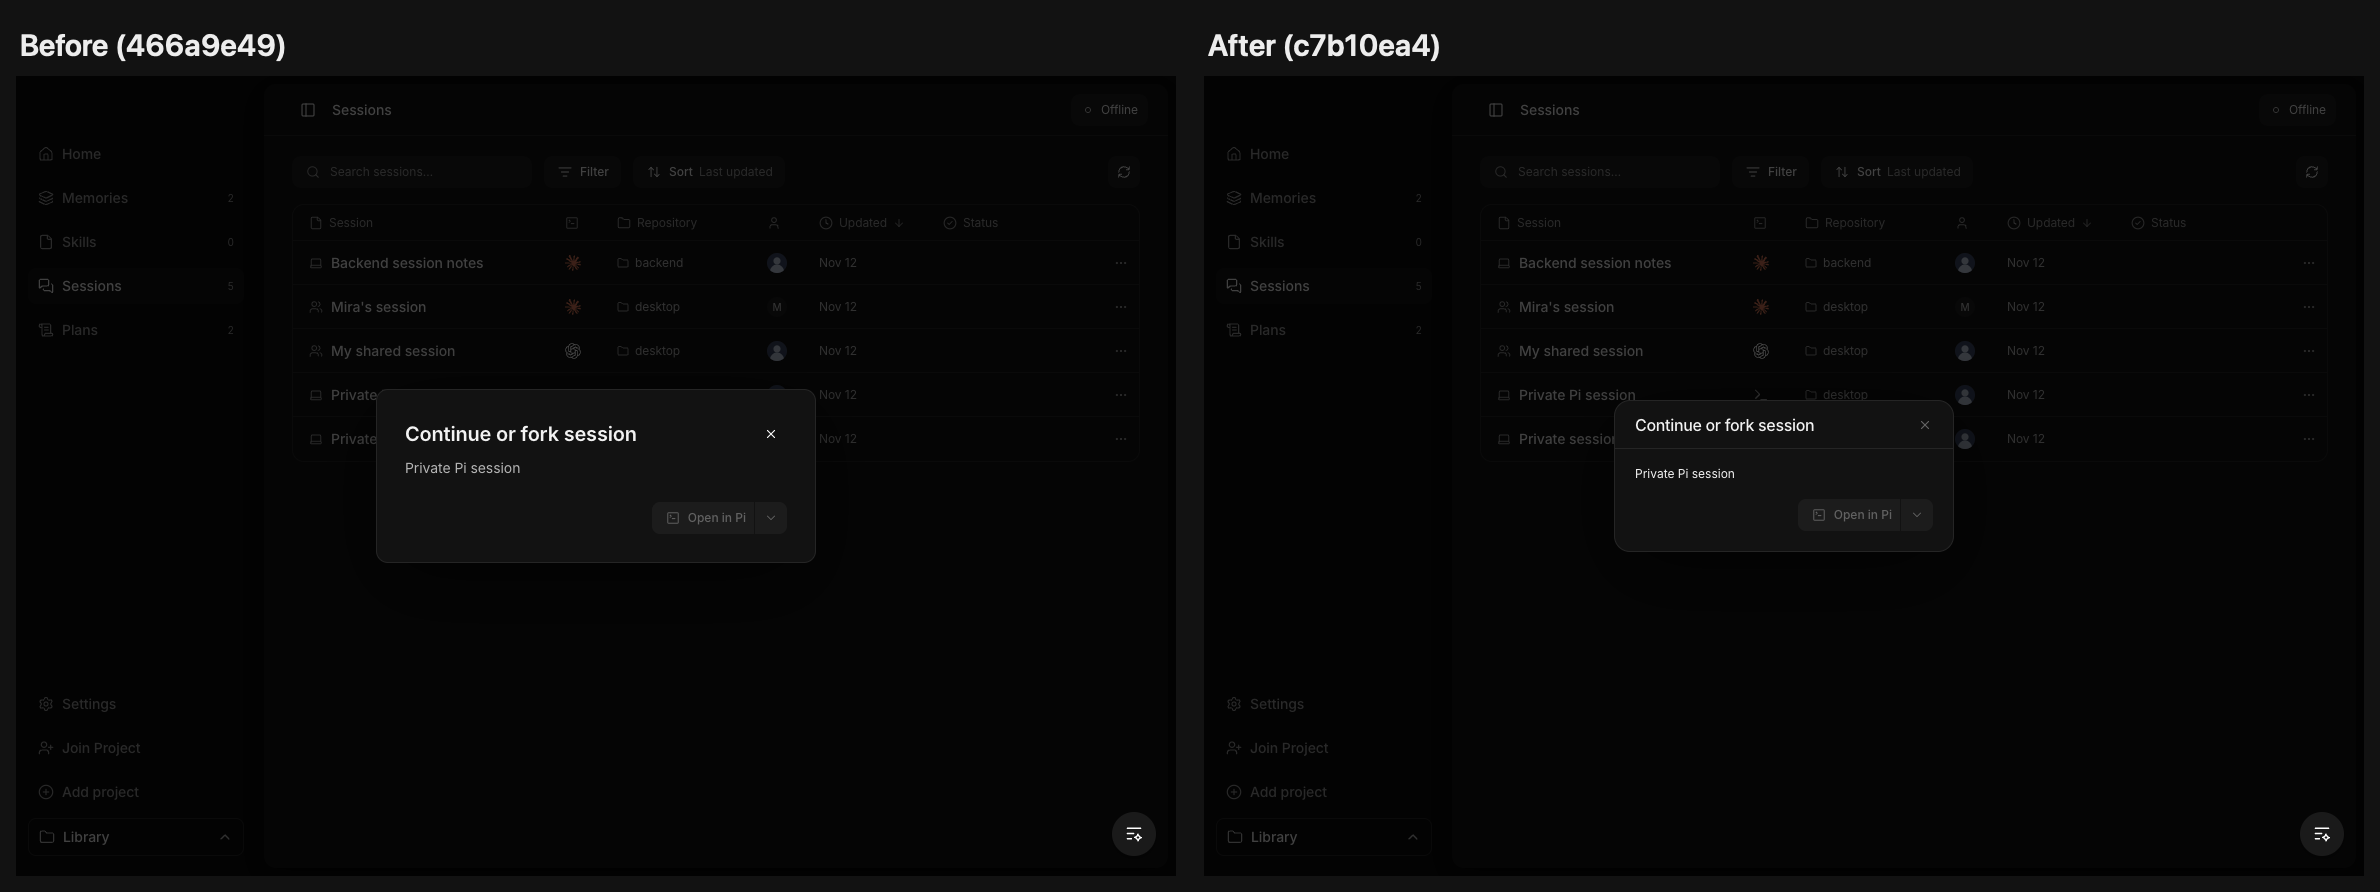 Before (466a9e49)
Sessions
Offline
Home
Memories 2
Skills 0
Sessions 5
Plans 2
Search sessions...
Filter
Sort Last updated
Session Repository Updated Status
Backend session notes backend Nov 12
Mira's session desktop M Nov 12
My shared session desktop Nov 12
Private Nov 12
Private Nov 12
Continue or fork session
Private Pi session
Open in Pi
Settings
Join Project
Add project
Library
After (c7b10ea4)
Sessions
Offline
Home
Memories 2
Skills 0
Sessions 5
Plans 2
Search sessions...
Filter
Sort Last updated
Session Repository Updated Status
Backend session notes backend Nov 12
Mira's session desktop M Nov 12
My shared session desktop Nov 12
Private Pi session desktop Nov 12
Private session Nov 12
Continue or fork session
Private Pi session
Open in Pi
Settings
Join Project
Add project
Library